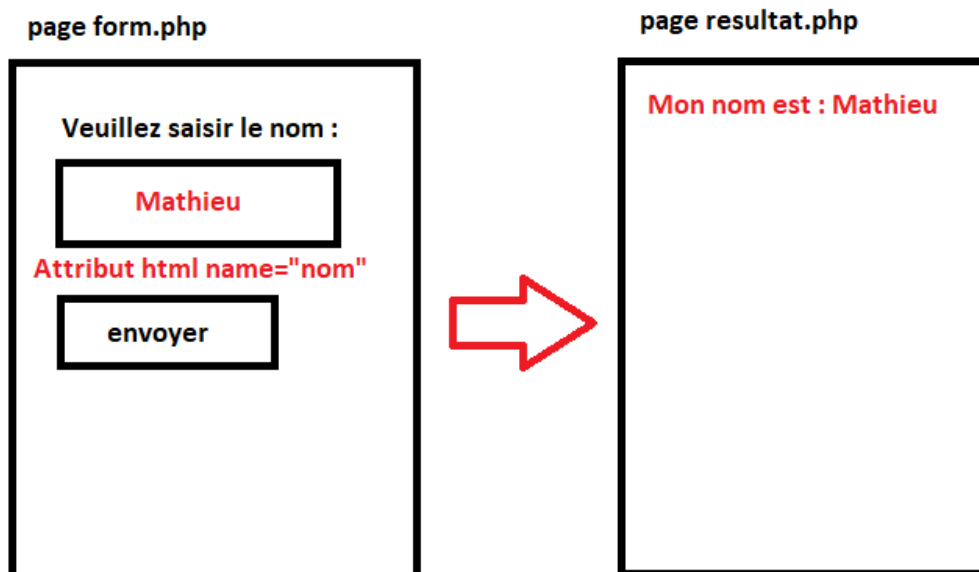 page form.php
Veuillez saisir le nom :
Mathieu
Attribut html name="nom"
envoyer
page resultat.php
Mon nom est : Mathieu